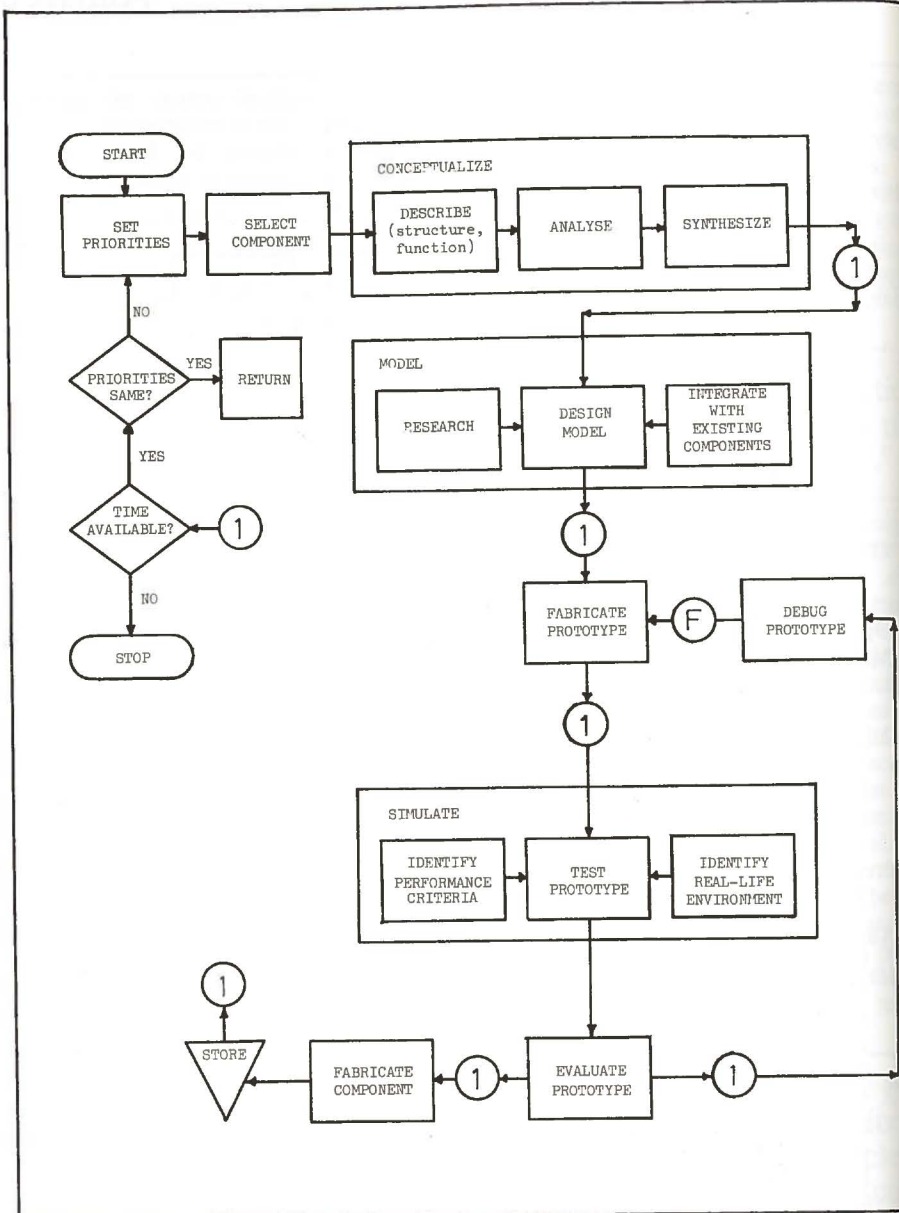 START
SET
PRIORITIES
SELECT
COMPONENT
CONCEPTUALIZE
DESCRIBE
(structure,
function)
ANALYSE
SYNTHESIZE
1
NO
PRIORITIES
SAME?
YES
RETURN
YES
TIME
AVAILABLE?
1
NO
STOP
MODEL
RESEARCH
DESIGN
MODEL
INTEGRATE
WITH
EXISTING
COMPONENTS
1
FABRICATE
PROTOTYPE
F
DEBUG
PROTOTYPE
1
SIMULATE
IDENTIFY
PERFORMANCE
CRITERIA
TEST
PROTOTYPE
IDENTIFY
REAL-LIFE
ENVIRONMENT
1
STORE
FABRICATE
COMPONENT
1
EVALUATE
PROTOTYPE
1